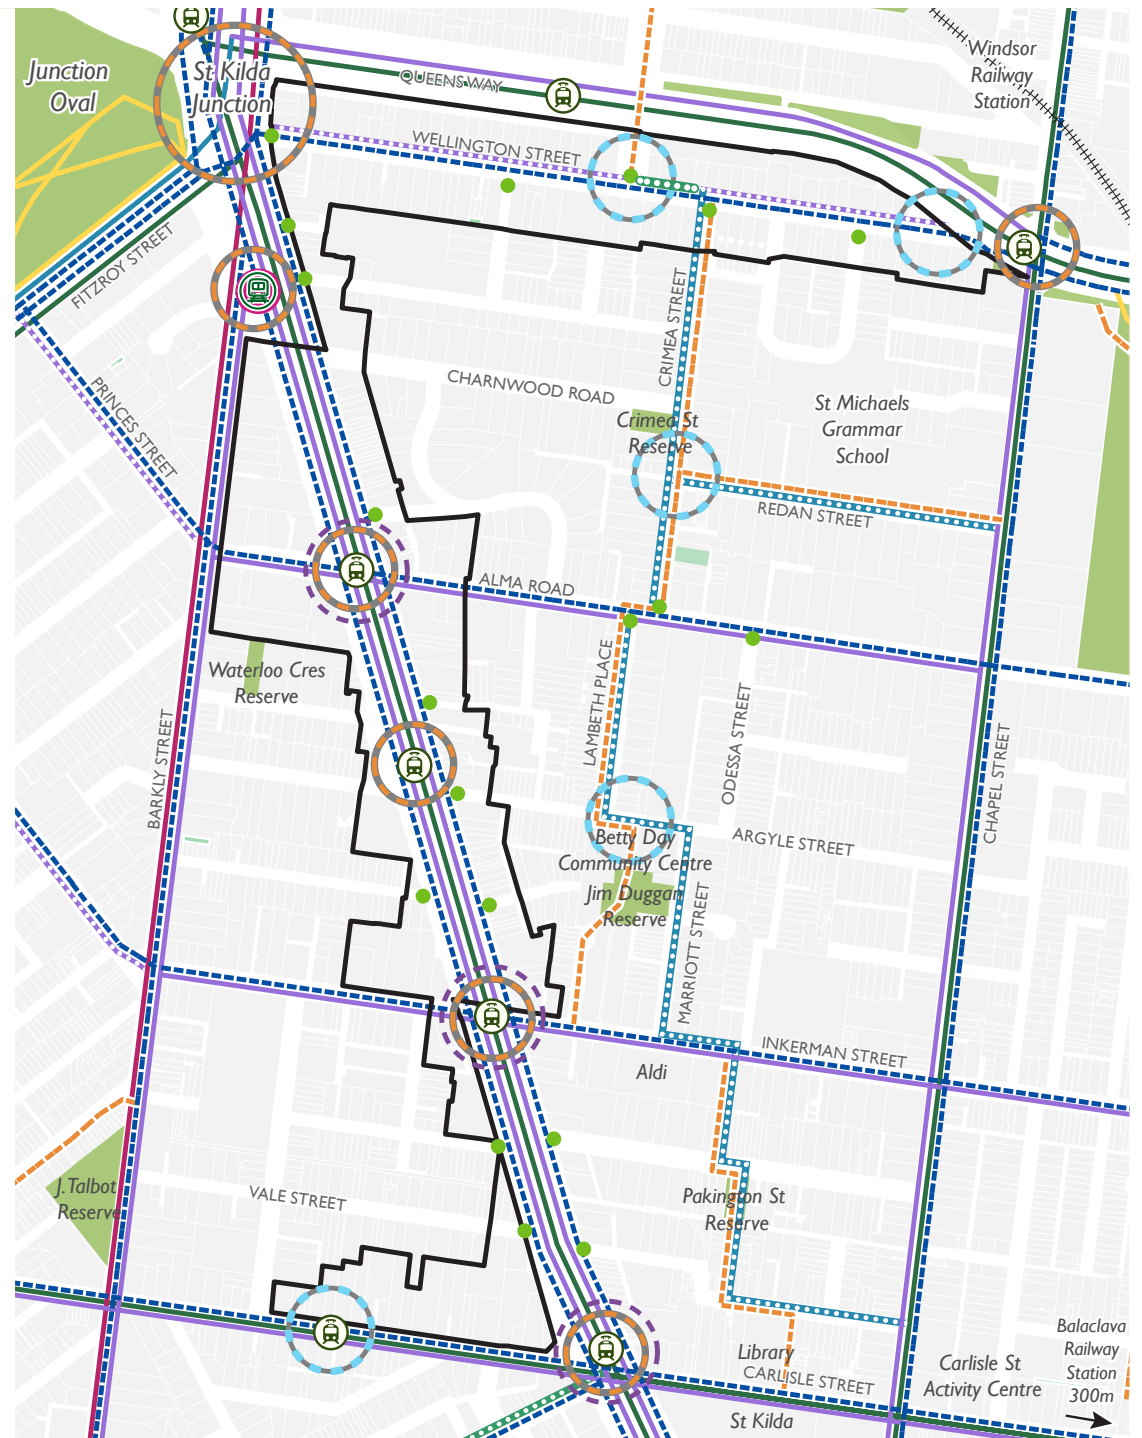 Junction
Oval
St Kilda
Junction
QUEENS WAY
Windsor
Railway
Station
WELLINGTON STREET
FITZROY STREET
CRIMEA STREET
PRINCES STREET
CHARNWOOD ROAD
Crimea St
Reserve
St Michaels
Grammar
School
REDAN STREET
ALMA ROAD
Waterloo Cres
Reserve
LAMBETH PLACE
ODESSA STREET
BARKLY STREET
CHAPEL STREET
Betty Day
Community Centre
ARGYLE STREET
Jim Duggan
Reserve
MARRIOTT STREET
INKERMAN STREET
Aldi
J.Talbot
Reserve
VALE STREET
Pakington St
Reserve
Library
CARLISLE STREET
St Kilda
Carlisle St
Activity Centre
Balaclava
Railway
Station
300m